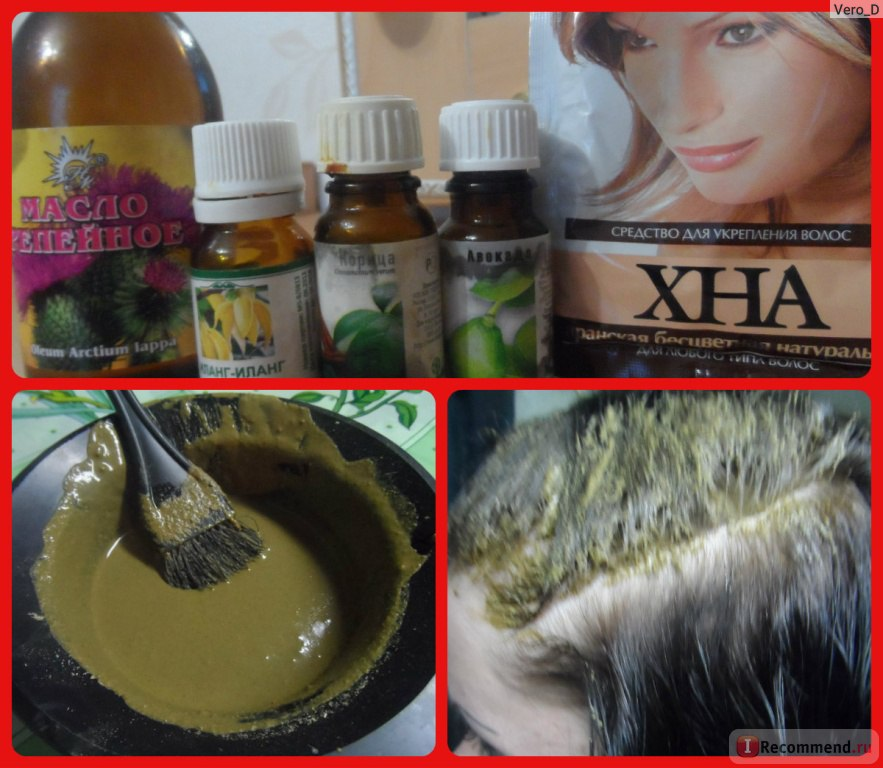 Vero_D
МАСЛО
РЕПЕЙНОЕ
Oleum Arctium lappa
ИЛАНГ-ИЛАНГ
Корица
Авокадо
СРЕДСТВО ДЛЯ УКРЕПЛЕНИЯ ВОЛОС
ХНА
бесцветная натураль
ДЛЯ ЛЮБОГО ТИПА ВОЛОС
IRecommend.ru